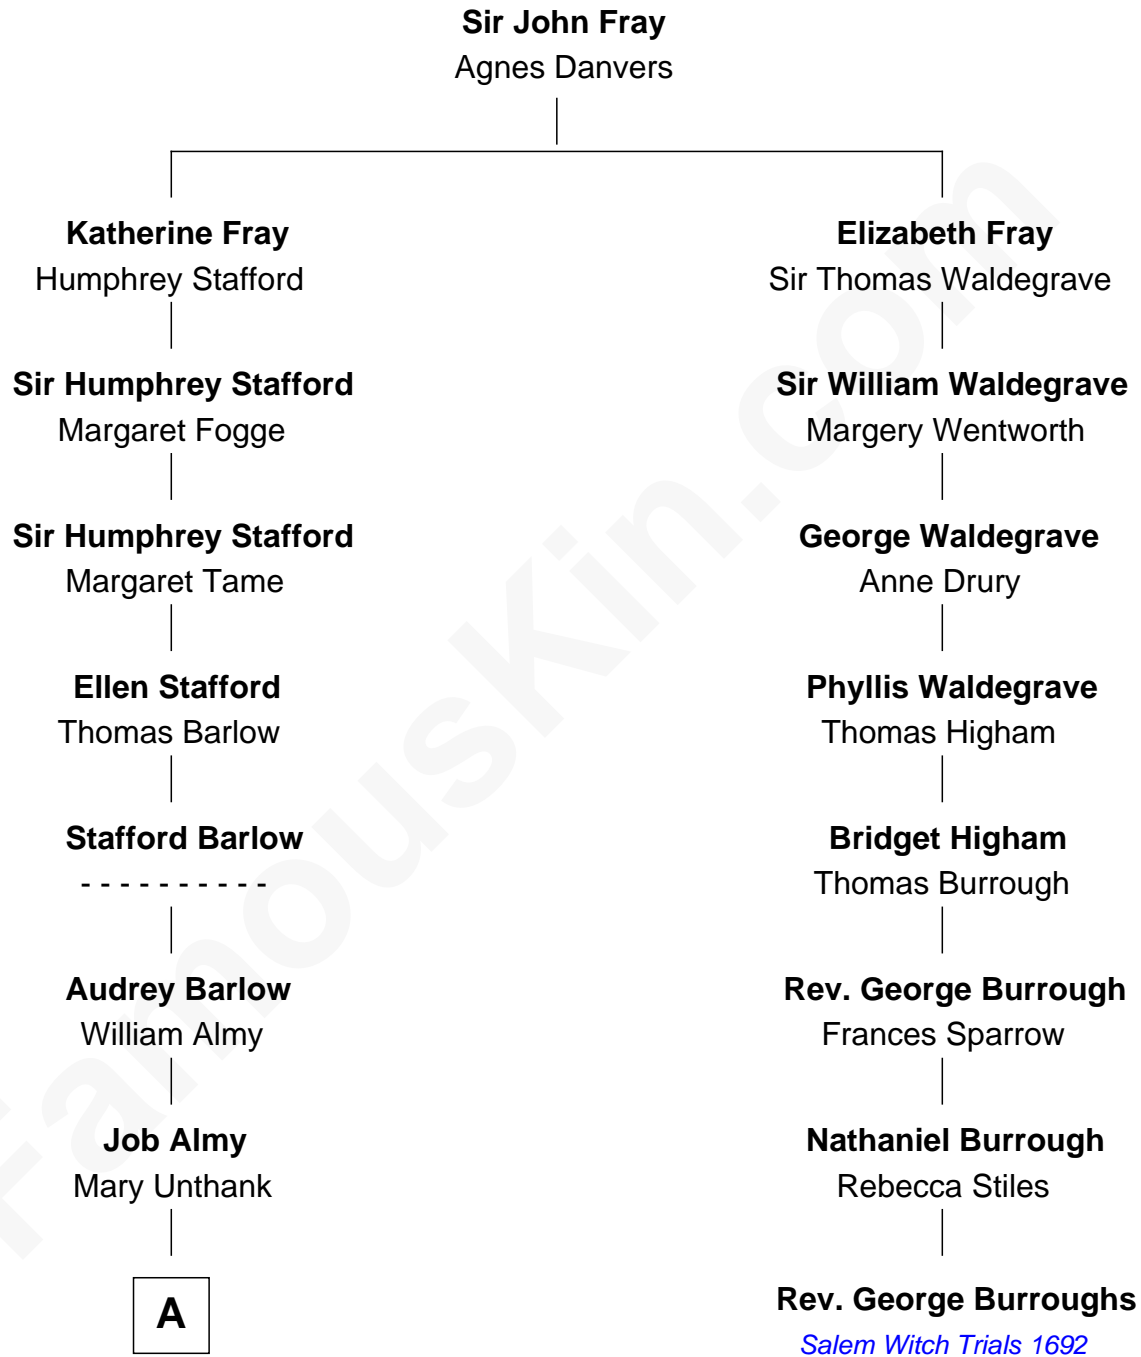 Sir John Fray
Agnes Danvers
Katherine Fray
Humphrey Stafford
Elizabeth Fray
Sir Thomas Waldegrave
Sir Humphrey Stafford
Margaret Fogge
Sir William Waldegrave
Margery Wentworth
Sir Humphrey Stafford
Margaret Tame
George Waldegrave
Anne Drury
Ellen Stafford
Thomas Barlow
Phyllis Waldegrave
Thomas Higham
Stafford Barlow
- - - - - - - - - -
Bridget Higham
Thomas Burrough
Audrey Barlow
William Almy
Rev. George Burrough
Frances Sparrow
Job Almy
Mary Unthank
Nathaniel Burrough
Rebecca Stiles
A
Rev. George Burroughs
Salem Witch Trials 1692
FamousKin.com